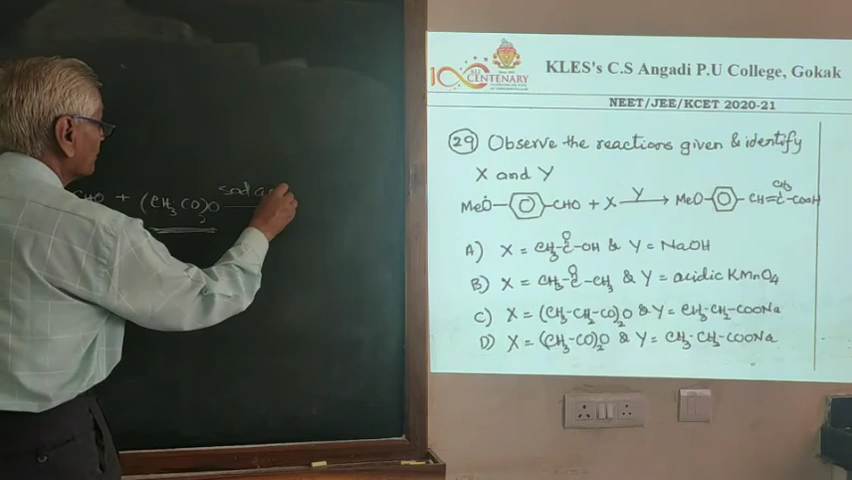 CHO + (CH3CO)2O sod a
100 CENTENARY
KLES's C.S Angadi P.U College, Gokak
NEET/JEE/KCET 2020-21
29 Observe the reactions given & identify
X and Y
MeO CHO + X Y → MeO CH=C(CH3)-COOH
A) X = CH3-C(=O)-OH & Y = NaOH
B) X = CH3-C(=O)-CH3 & Y = acidic KMnO4
C) X = (CH3-CH2-CO)2O & Y = CH3-CH2-COONa
D) X = (CH3-CO)2O & Y = CH3-CH2-COONa